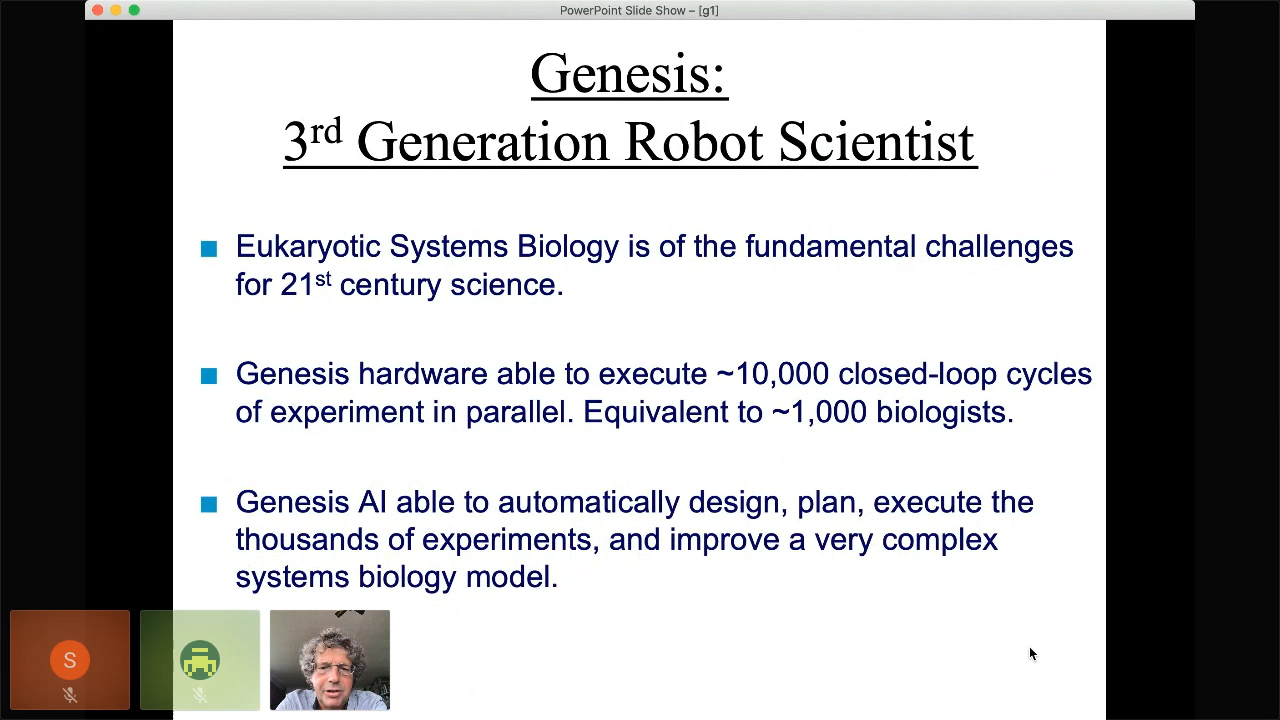 PowerPoint Slide Show – [g1]
Genesis:
3rd Generation Robot Scientist
Eukaryotic Systems Biology is of the fundamental challenges
for 21st century science.
Genesis hardware able to execute ~10,000 closed-loop cycles
of experiment in parallel. Equivalent to ~1,000 biologists.
Genesis AI able to automatically design, plan, execute the
thousands of experiments, and improve a very complex
systems biology model.
S